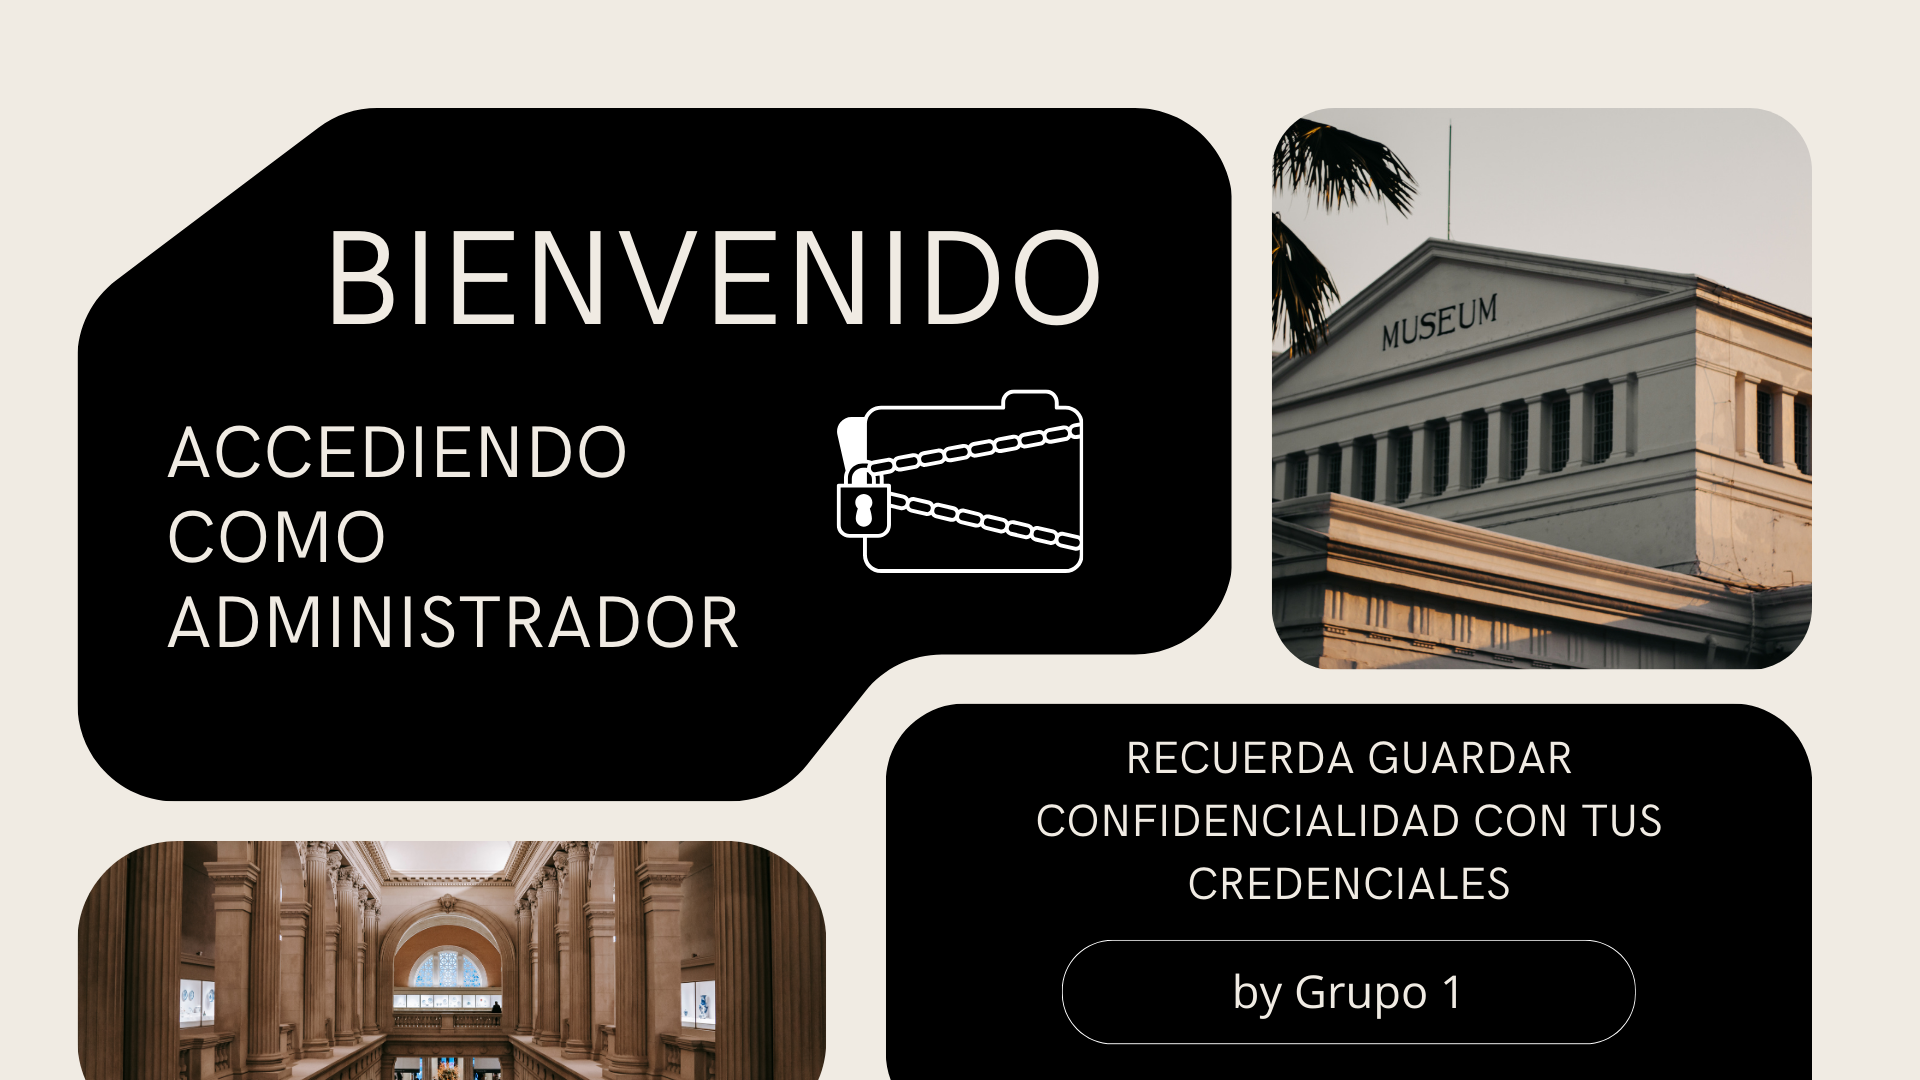 BIENVENIDO
ACCEDIENDO
COMO
ADMINISTRADOR
MUSEUM
RECUERDA GUARDAR
CONFIDENCIALIDAD CON TUS
CREDENCIALES
by Grupo 1